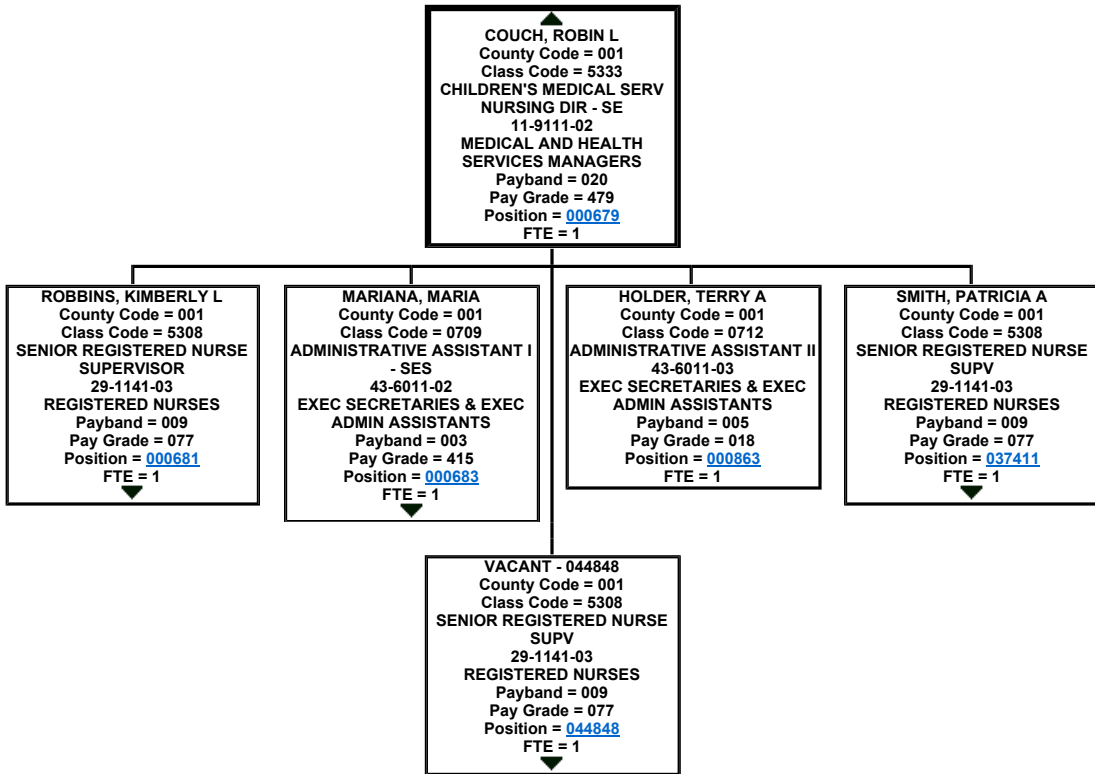 COUCH, ROBIN L
County Code = 001
Class Code = 5333
CHILDREN'S MEDICAL SERV
NURSING DIR - SE
11-9111-02
MEDICAL AND HEALTH
SERVICES MANAGERS
Payband = 020
Pay Grade = 479
Position = 000679
FTE = 1
ROBBINS, KIMBERLY L
County Code = 001
Class Code = 5308
SENIOR REGISTERED NURSE
SUPERVISOR
29-1141-03
REGISTERED NURSES
Payband = 009
Pay Grade = 077
Position = 000681
FTE = 1
MARIANA, MARIA
County Code = 001
Class Code = 0709
ADMINISTRATIVE ASSISTANT I
- SES
43-6011-02
EXEC SECRETARIES & EXEC
ADMIN ASSISTANTS
Payband = 003
Pay Grade = 415
Position = 000683
FTE = 1
HOLDER, TERRY A
County Code = 001
Class Code = 0712
ADMINISTRATIVE ASSISTANT II
43-6011-03
EXEC SECRETARIES & EXEC
ADMIN ASSISTANTS
Payband = 005
Pay Grade = 018
Position = 000863
FTE = 1
SMITH, PATRICIA A
County Code = 001
Class Code = 5308
SENIOR REGISTERED NURSE
SUPV
29-1141-03
REGISTERED NURSES
Payband = 009
Pay Grade = 077
Position = 037411
FTE = 1
VACANT - 044848
County Code = 001
Class Code = 5308
SENIOR REGISTERED NURSE
SUPV
29-1141-03
REGISTERED NURSES
Payband = 009
Pay Grade = 077
Position = 044848
FTE = 1